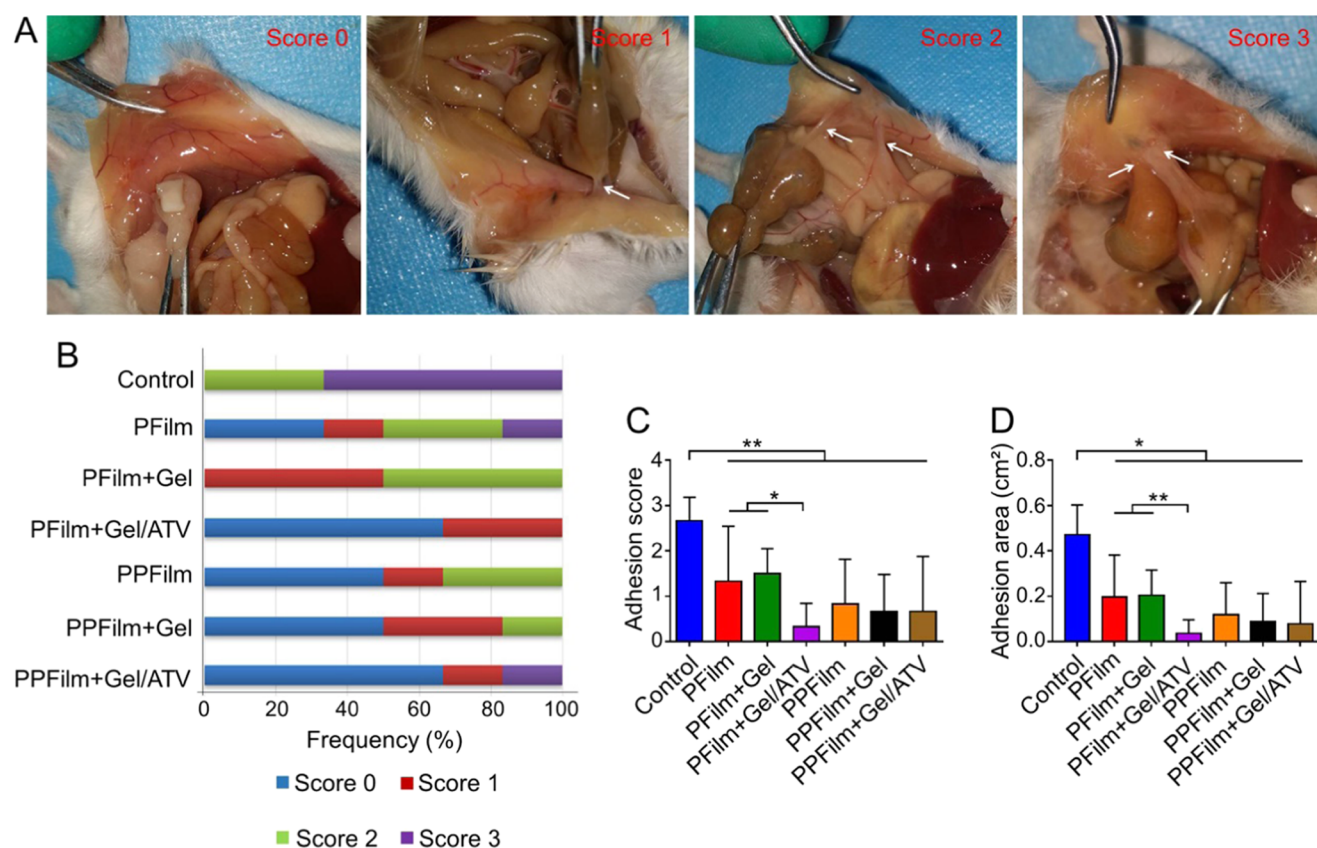 A
Score 0
Score 1
Score 2
Score 3
B
Control
PFilm
PFilm+Gel
PFilm+Gel/ATV
PPFilm
PPFilm+Gel
PPFilm+Gel/ATV
0 20 40 60 80 100
Frequency (%)
Score 0 Score 1
Score 2 Score 3
C
**
*
Adhesion score
4
3
2
1
0
Control
PFilm
PFilm+Gel
PFilm+Gel/ATV
PPFilm
PPFilm+Gel
PPFilm+Gel/ATV
D
*
**
Adhesion area (cm²)
0.8
0.6
0.4
0.2
0
Control
PFilm
PFilm+Gel
PFilm+Gel/ATV
PPFilm
PPFilm+Gel
PPFilm+Gel/ATV